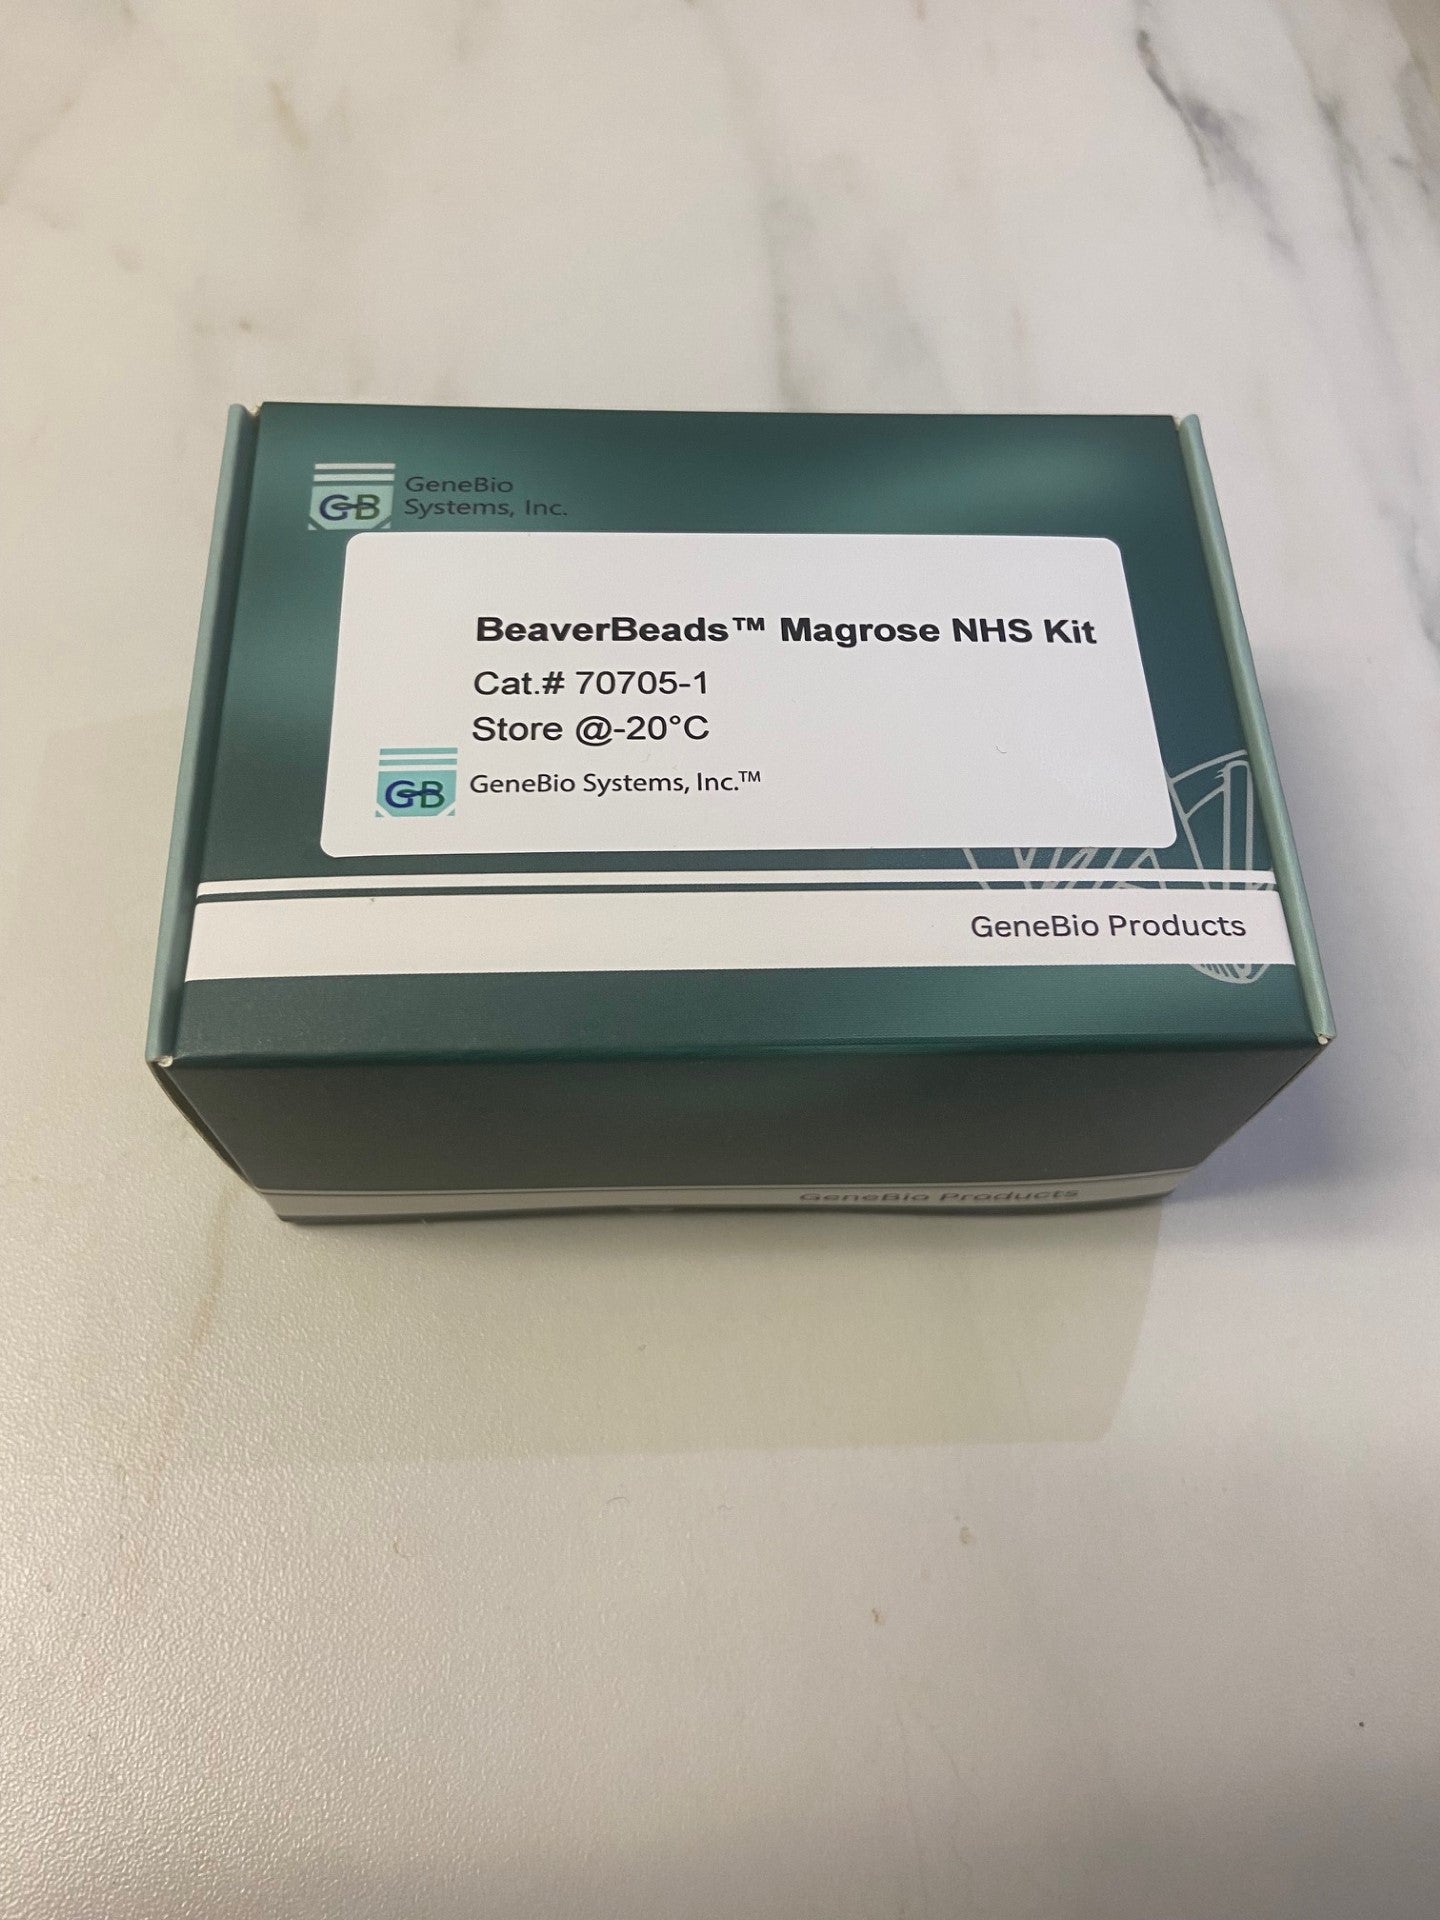 GB
GeneBio
Systems, Inc.
BeaverBeads™ Magrose NHS Kit
Cat.# 70705-1
Store @-20°C
GB
GeneBio Systems, Inc.™
GeneBio Products
GeneBio Products